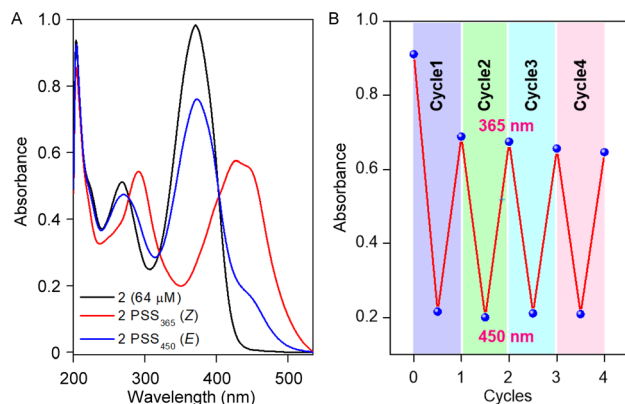 A
B
1.0
0.8
0.6
0.4
0.2
0
Absorbance
2 (64 μM)
2 PSS₃₆₅ (Z)
2 PSS₄₅₀ (E)
200 300 400 500
Wavelength (nm)
1.0
0.8
0.6
0.4
0.2
Absorbance
Cycle1
Cycle2
Cycle3
Cycle4
365 nm
450 nm
0 1 2 3 4
Cycles